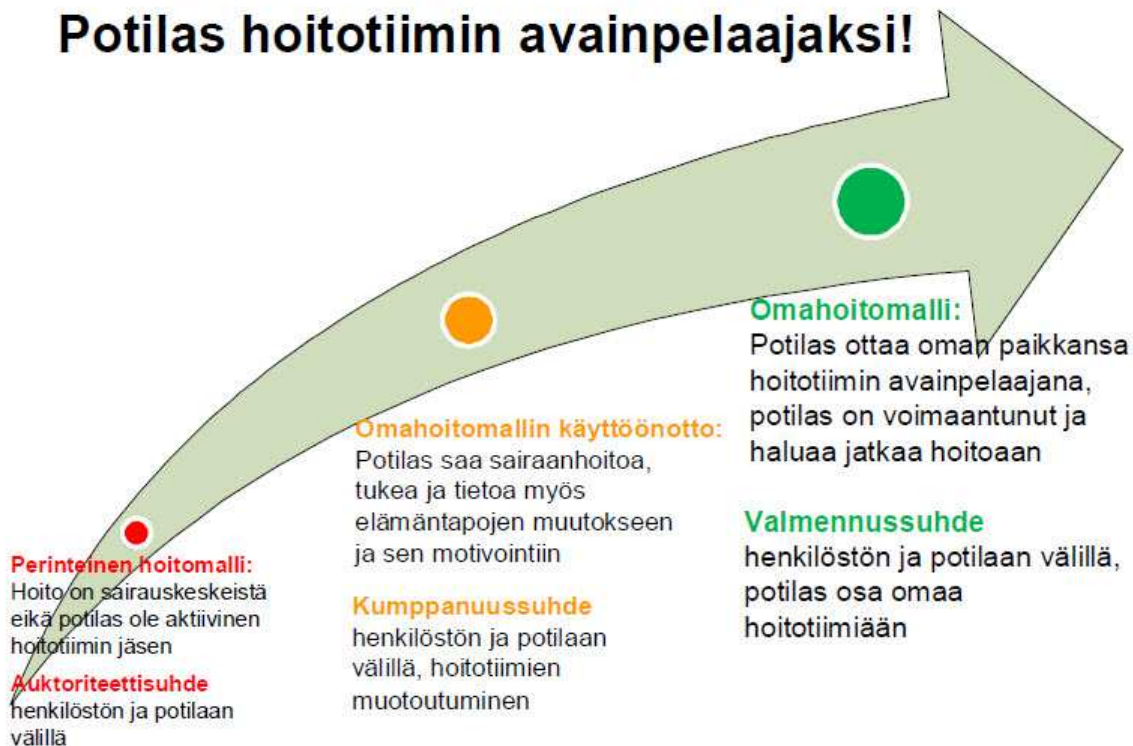 Potilas hoitotiimin avainpelaajaksi!
Perinteinen hoitomalli:
Hoito on sairauskeskeistä
eikä potilas ole aktiivinen
hoitotiimin jäsen
Auktoriteettisuhde
henkilöstön ja potilaan
välillä
Omahoitomallin käyttöönotto:
Potilas saa sairaanhoitoa,
tukea ja tietoa myös
elämäntapojen muutokseen
ja sen motivointiin
Kumppanuussuhde
henkilöstön ja potilaan
välillä, hoitotiimien
muotoutuminen
Omahoitomalli:
Potilas ottaa oman paikkansa
hoitotiimin avainpelaajana,
potilas on voimaantunut ja
haluaa jatkaa hoitoaan
Valmennussuhde
henkilöstön ja potilaan välillä,
potilas osa omaa
hoitotiimiään